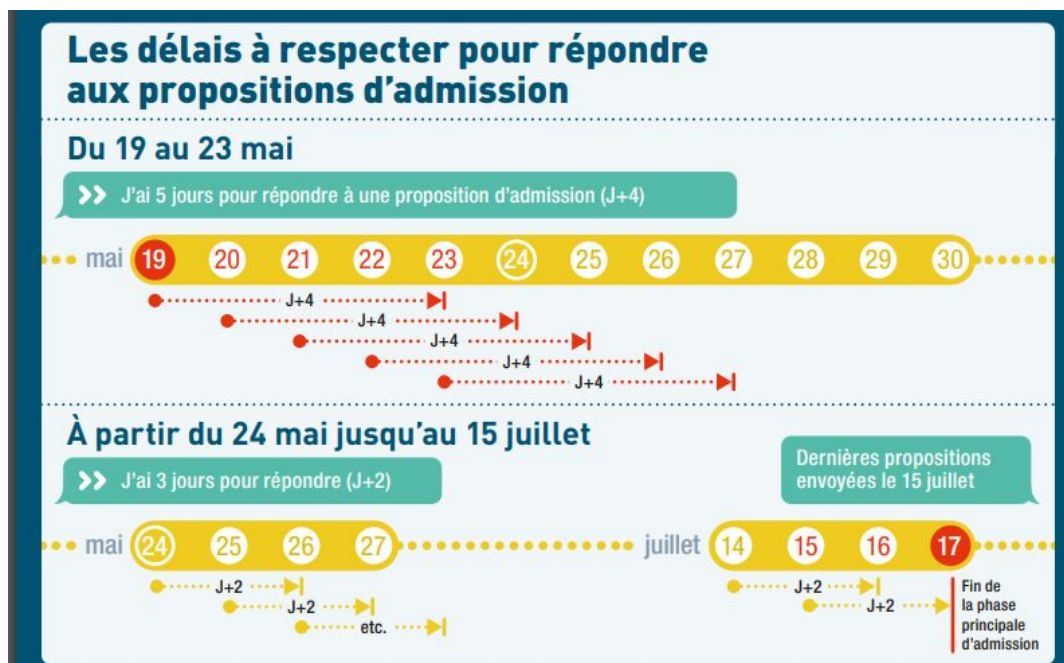 Les délais à respecter pour répondre
aux propositions d'admission
Du 19 au 23 mai
>> J'ai 5 jours pour répondre à une proposition d'admission (J+4)
mai 19 20 21 22 23 24 25 26 27 28 29 30
J+4
J+4
J+4
J+4
J+4
À partir du 24 mai jusqu'au 15 juillet
>> J'ai 3 jours pour répondre (J+2)
Dernières propositions
envoyées le 15 juillet
mai 24 25 26 27 juillet 14 15 16 17
J+2
J+2
etc.
J+2
J+2
Fin de
la phase
principale
d'admission